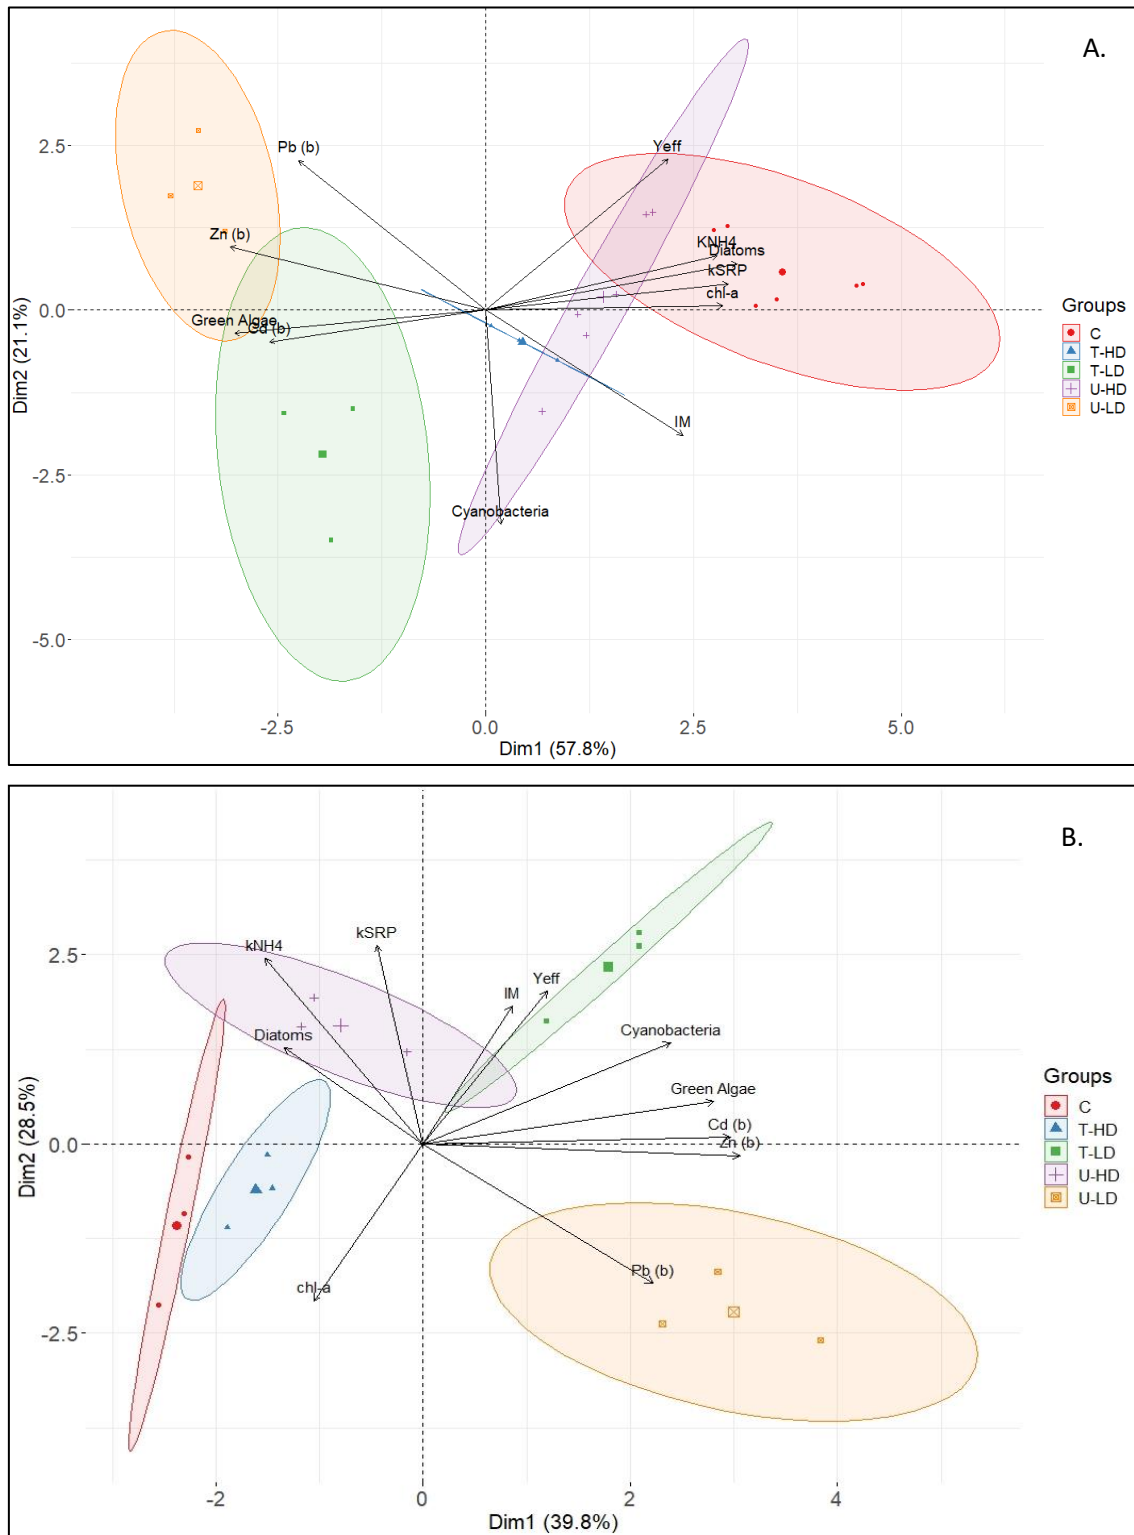 A.
Pb (b)
Yeff
2.5
Zn (b)
KNH4
Diatoms
kSRP
chl-a
0.0
Green Algae
Cd (b)
Dim2 (21.1%)
IM
-2.5
Cyanobacteria
-5.0
-2.5 0.0 2.5 5.0
Dim1 (57.8%)
Groups
C
T-HD
T-LD
U-HD
U-LD
B.
kNH4
kSRP
2.5
IM
Yeff
Diatoms
Cyanobacteria
Green Algae
Cd (b)
Zn (b)
0.0
Dim2 (28.5%)
Pb (b)
chl-a
-2.5
-2 0 2 4
Dim1 (39.8%)
Groups
C
T-HD
T-LD
U-HD
U-LD